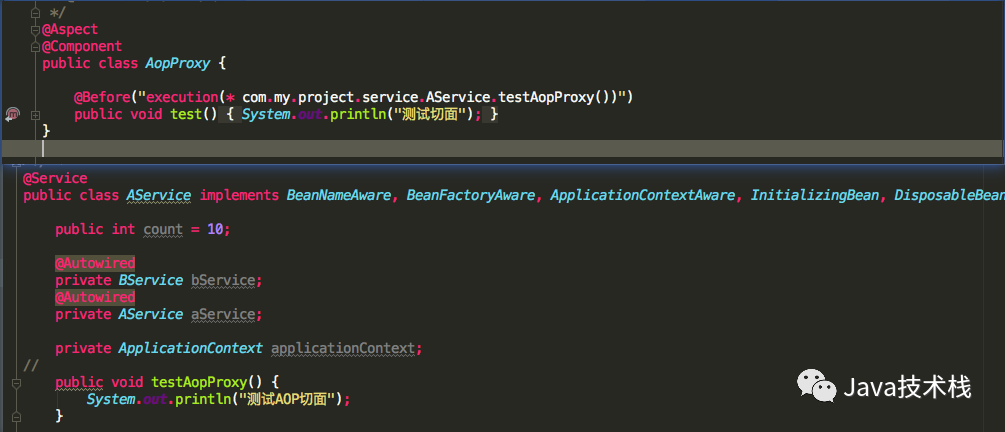 */
@Aspect
@Component
public class AopProxy {
@Before("execution(* com.my.project.service.AService.testAopProxy())")
public void test() { System.out.println("测试切面"); }
}
@Service
public class AService implements BeanNameAware, BeanFactoryAware, ApplicationContextAware, InitializingBean, DisposableBean
public int count = 10;
@Autowired
private BService bService;
@Autowired
private AService aService;
private ApplicationContext applicationContext;
//
public void testAopProxy() {
System.out.println("测试AOP切面");
}
Java技术栈